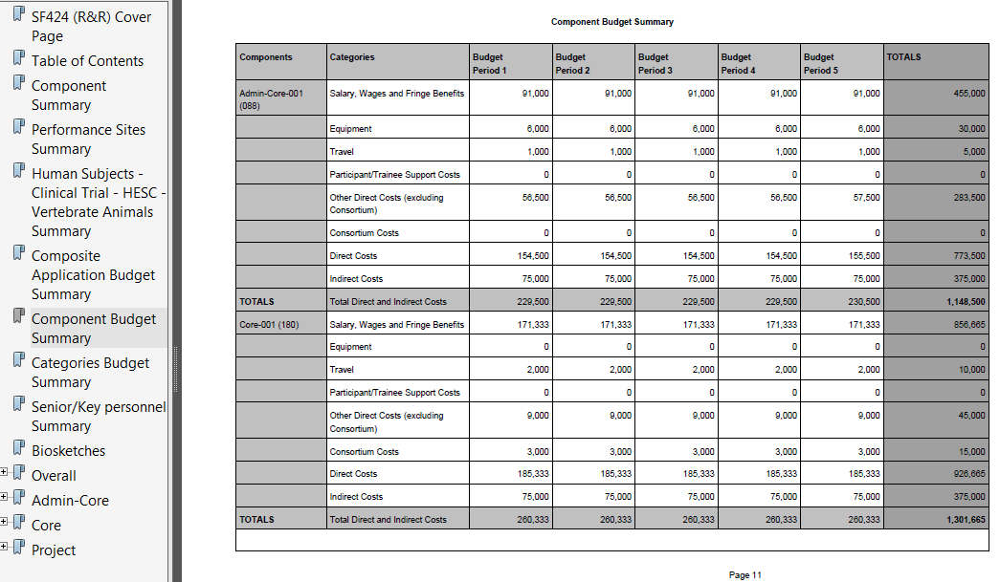 SF424 (R&R) Cover
Page
Table of Contents
Component
Summary
Performance Sites
Summary
Human Subjects -
Clinical Trial - HESC -
Vertebrate Animals
Summary
Composite
Application Budget
Summary
Component Budget
Summary
Categories Budget
Summary
Senior/Key personnel
Summary
Biosketches
Overall
Admin-Core
Core
Project
Component Budget Summary
Components Categories Budget Period 1 Budget Period 2 Budget Period 3 Budget Period 4 Budget Period 5 TOTALS
Admin-Core-001 (088) Salary, Wages and Fringe Benefits 91,000 91,000 91,000 91,000 91,000 455,000
Equipment 6,000 6,000 6,000 6,000 6,000 30,000
Travel 1,000 1,000 1,000 1,000 1,000 5,000
Participant/Trainee Support Costs 0 0 0 0 0 0
Other Direct Costs (excluding Consortium) 56,500 56,500 56,500 56,500 57,500 283,500
Consortium Costs 0 0 0 0 0 0
Direct Costs 154,500 154,500 154,500 154,500 155,500 773,500
Indirect Costs 75,000 75,000 75,000 75,000 75,000 375,000
TOTALS Total Direct and Indirect Costs 229,500 229,500 229,500 229,500 230,500 1,148,500
Core-001 (180) Salary, Wages and Fringe Benefits 171,333 171,333 171,333 171,333 171,333 856,665
Equipment 0 0 0 0 0 0
Travel 2,000 2,000 2,000 2,000 2,000 10,000
Participant/Trainee Support Costs 0 0 0 0 0 0
Other Direct Costs (excluding Consortium) 9,000 9,000 9,000 9,000 9,000 45,000
Consortium Costs 3,000 3,000 3,000 3,000 3,000 15,000
Direct Costs 185,333 185,333 185,333 185,333 185,333 926,665
Indirect Costs 75,000 75,000 75,000 75,000 75,000 375,000
TOTALS Total Direct and Indirect Costs 260,333 260,333 260,333 260,333 260,333 1,301,665
Page 11